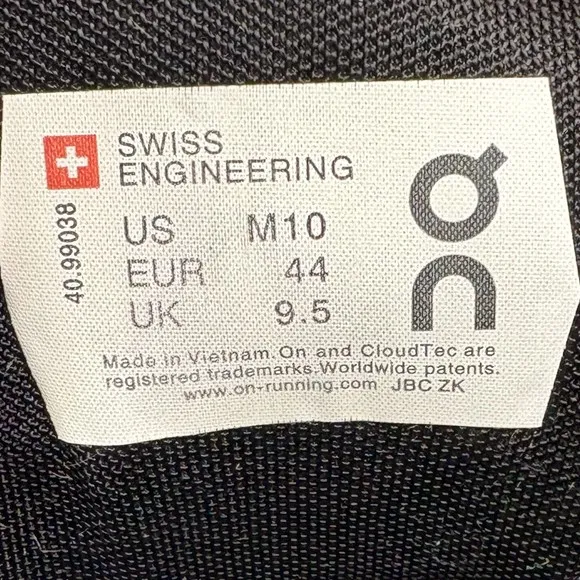 SWISS
ENGINEERING
40.99038
US M10
EUR 44
UK 9.5
Made in Vietnam. On and CloudTec are
registered trademarks. Worldwide patents.
www.on-running.com JBC ZK
On